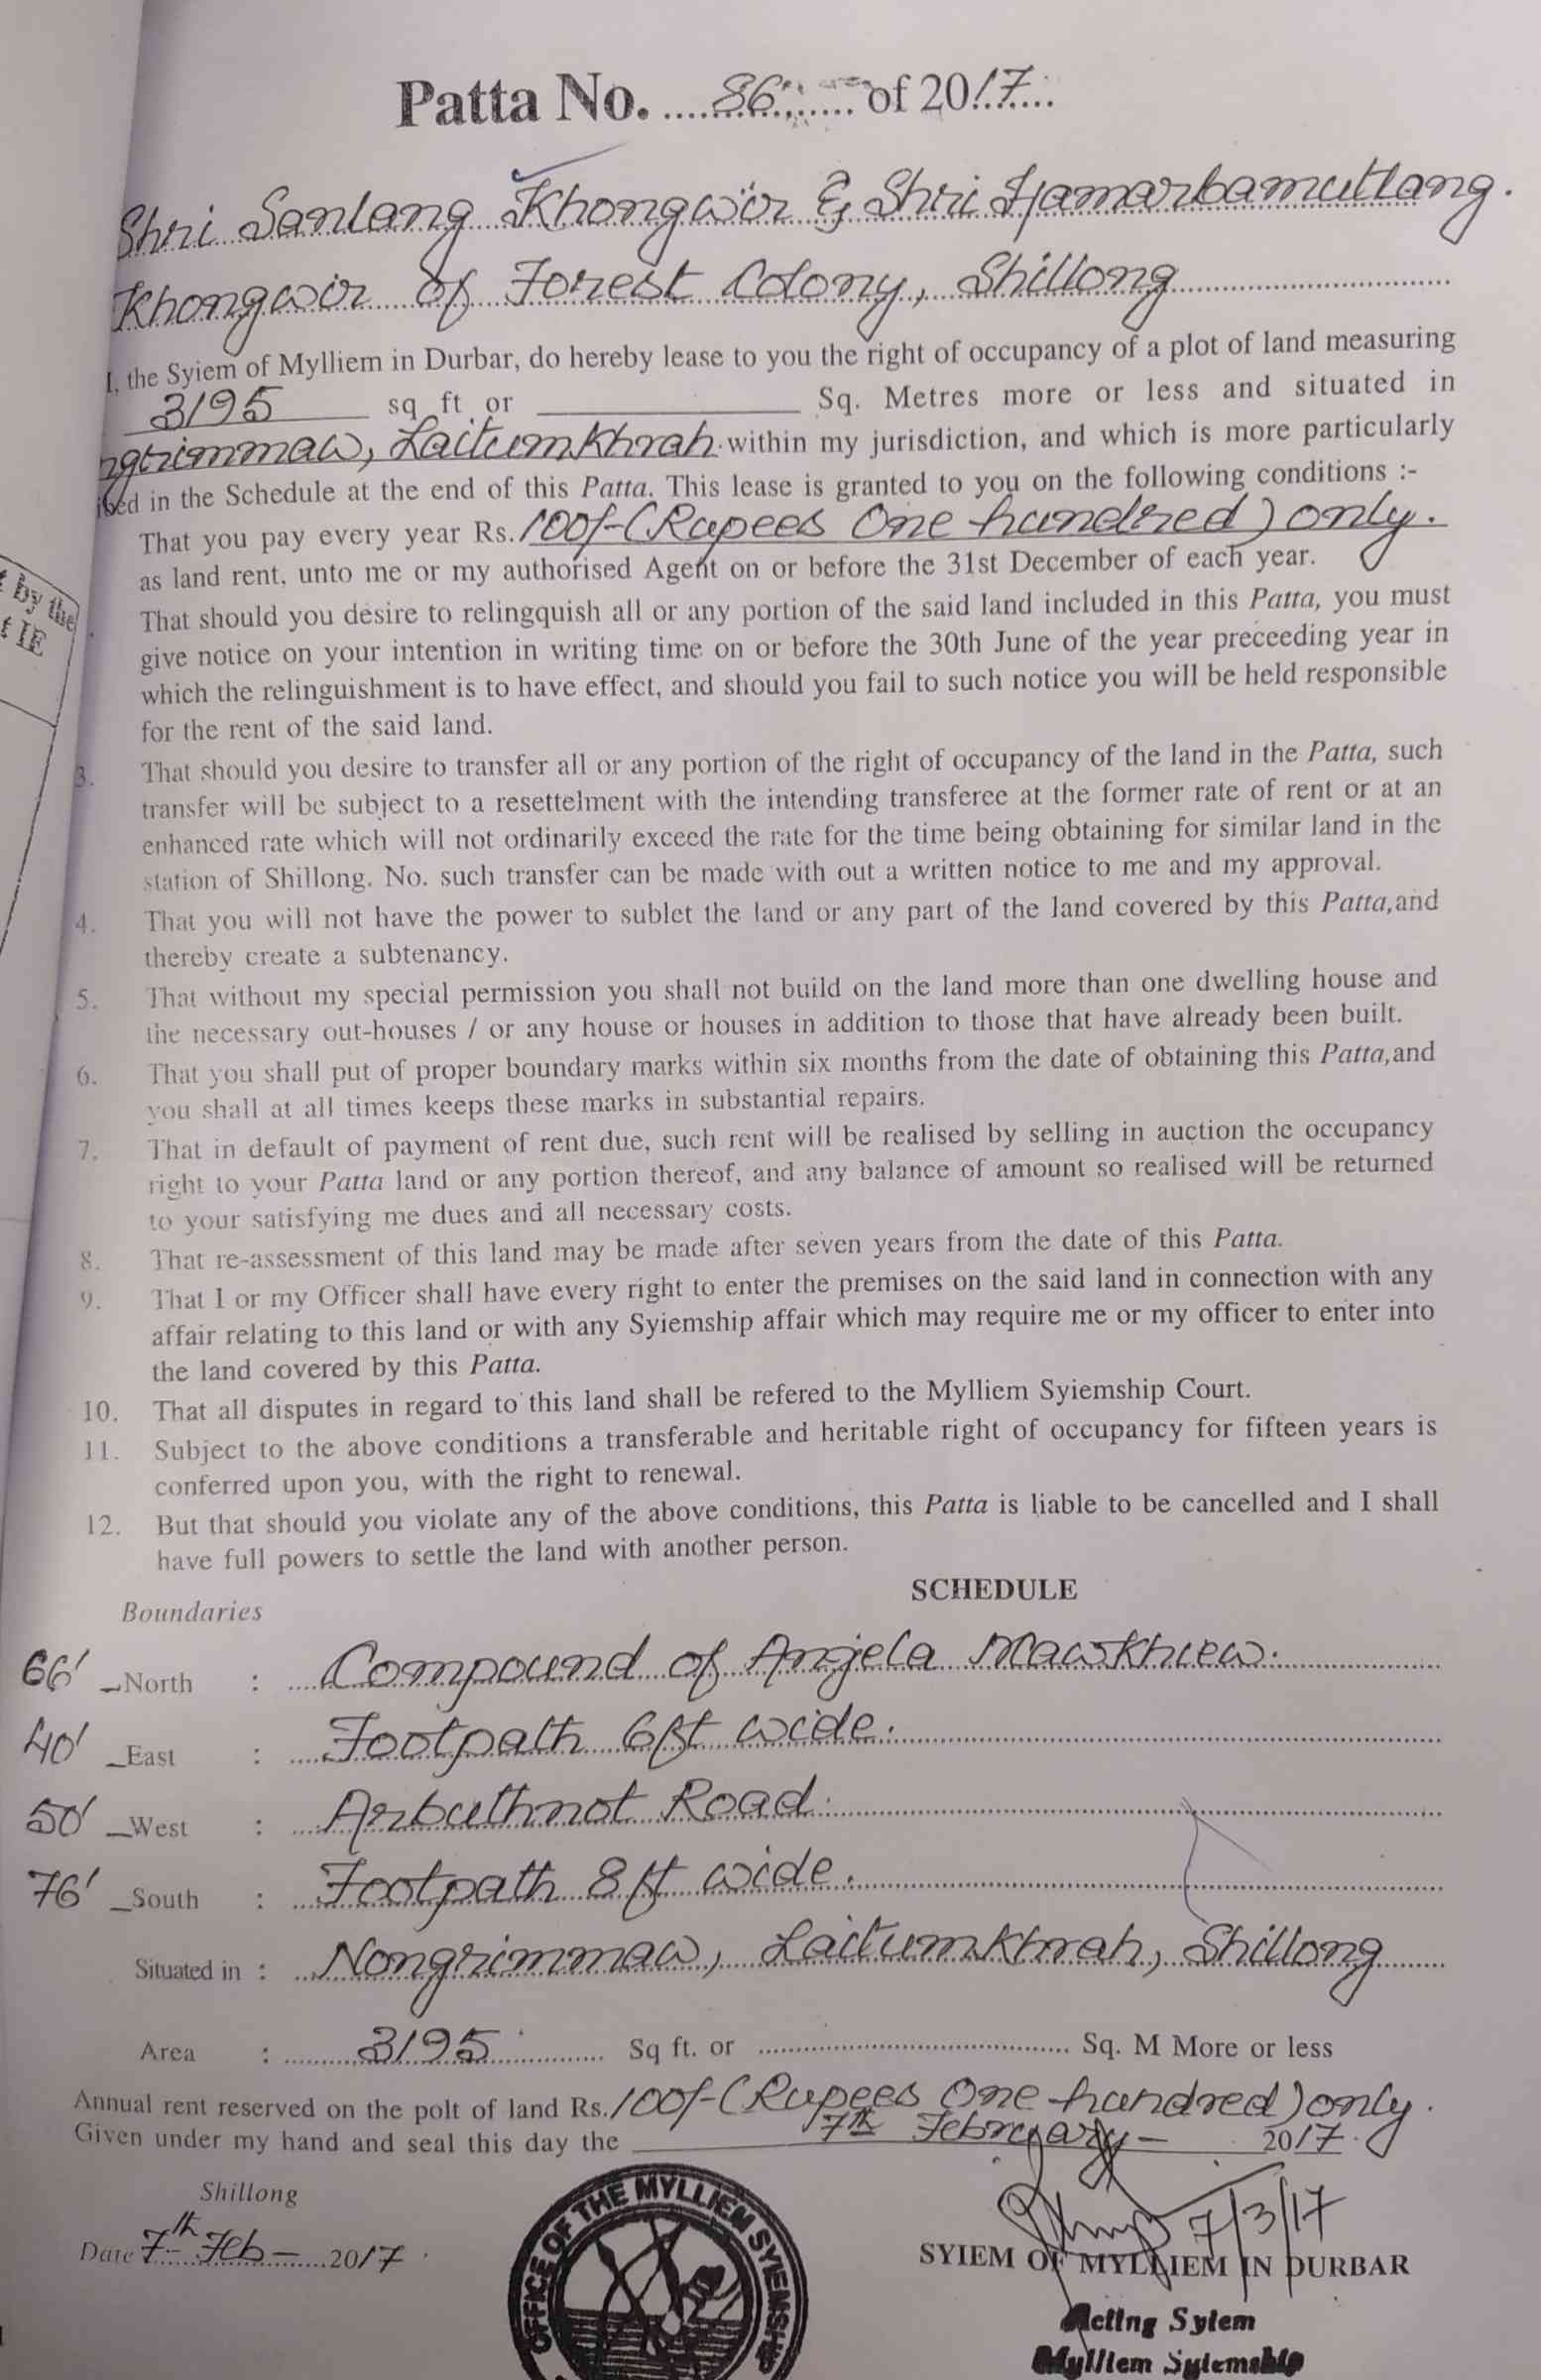 Patta No. 86 of 2017
Shri Sanlang Khongwir & Shri Hamarbamutlang.
Khongwir of Forest Colony, Shillong
I, the Syiem of Mylliem in Durbar, do hereby lease to you the right of occupancy of a plot of land measuring
3195 sq ft or Sq. Metres more or less and situated in
ngrimmaw, Laitumkhrah within my jurisdiction, and which is more particularly
ibed in the Schedule at the end of this Patta. This lease is granted to you on the following conditions :-
That you pay every year Rs. 100/- (Rupees One hundred) only.
as land rent, unto me or my authorised Agent on or before the 31st December of each year.
t by the
t IE
That should you desire to relingquish all or any portion of the said land included in this Patta, you must
give notice on your intention in writing time on or before the 30th June of the year preceeding year in
which the relinguishment is to have effect, and should you fail to such notice you will be held responsible
for the rent of the said land.
3. That should you desire to transfer all or any portion of the right of occupancy of the land in the Patta, such
transfer will be subject to a resettelment with the intending transferee at the former rate of rent or at an
enhanced rate which will not ordinarily exceed the rate for the time being obtaining for similar land in the
station of Shillong. No. such transfer can be made with out a written notice to me and my approval.
4. That you will not have the power to sublet the land or any part of the land covered by this Patta,and
thereby create a subtenancy.
5. That without my special permission you shall not build on the land more than one dwelling house and
the necessary out-houses / or any house or houses in addition to those that have already been built.
6. That you shall put of proper boundary marks within six months from the date of obtaining this Patta,and
you shall at all times keeps these marks in substantial repairs.
7. That in default of payment of rent due, such rent will be realised by selling in auction the occupancy
right to your Patta land or any portion thereof, and any balance of amount so realised will be returned
to your satisfying me dues and all necessary costs.
8. That re-assessment of this land may be made after seven years from the date of this Patta.
9. That I or my Officer shall have every right to enter the premises on the said land in connection with any
affair relating to this land or with any Syiemship affair which may require me or my officer to enter into
the land covered by this Patta.
10. That all disputes in regard to this land shall be refered to the Mylliem Syiemship Court.
11. Subject to the above conditions a transferable and heritable right of occupancy for fifteen years is
conferred upon you, with the right to renewal.
12. But that should you violate any of the above conditions, this Patta is liable to be cancelled and I shall
have full powers to settle the land with another person.
SCHEDULE
Boundaries
66' North : Compound of Anjela Mawskhiew.
40' East : Footpath 6ft wide.
50' West : Arbuthnot Road.
76' South : Footpath 8ft wide.
Situated in : Nongrimmaw, Laitumkhrah, Shillong
Area : 3195 Sq ft. or Sq. M More or less
Annual rent reserved on the polt of land Rs. 100/- (Rupees One hundred) only.
Given under my hand and seal this day the 7th February - 2017.
Shillong
Date 7th Feb - 2017
7/3/17
SYIEM OF MYLLIEM IN DURBAR
Acting Syiem
Mylliem Syiemship
OFFICE OF THE MYLLIEM SYIEMSHIP